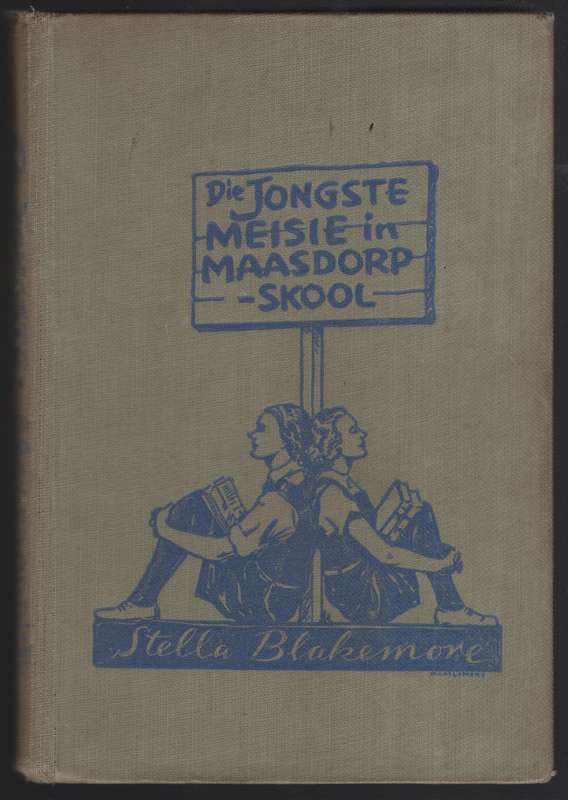 Die JONGSTE
MEISIE in
MAASDORP
-SKOOL
Stella Blakemore